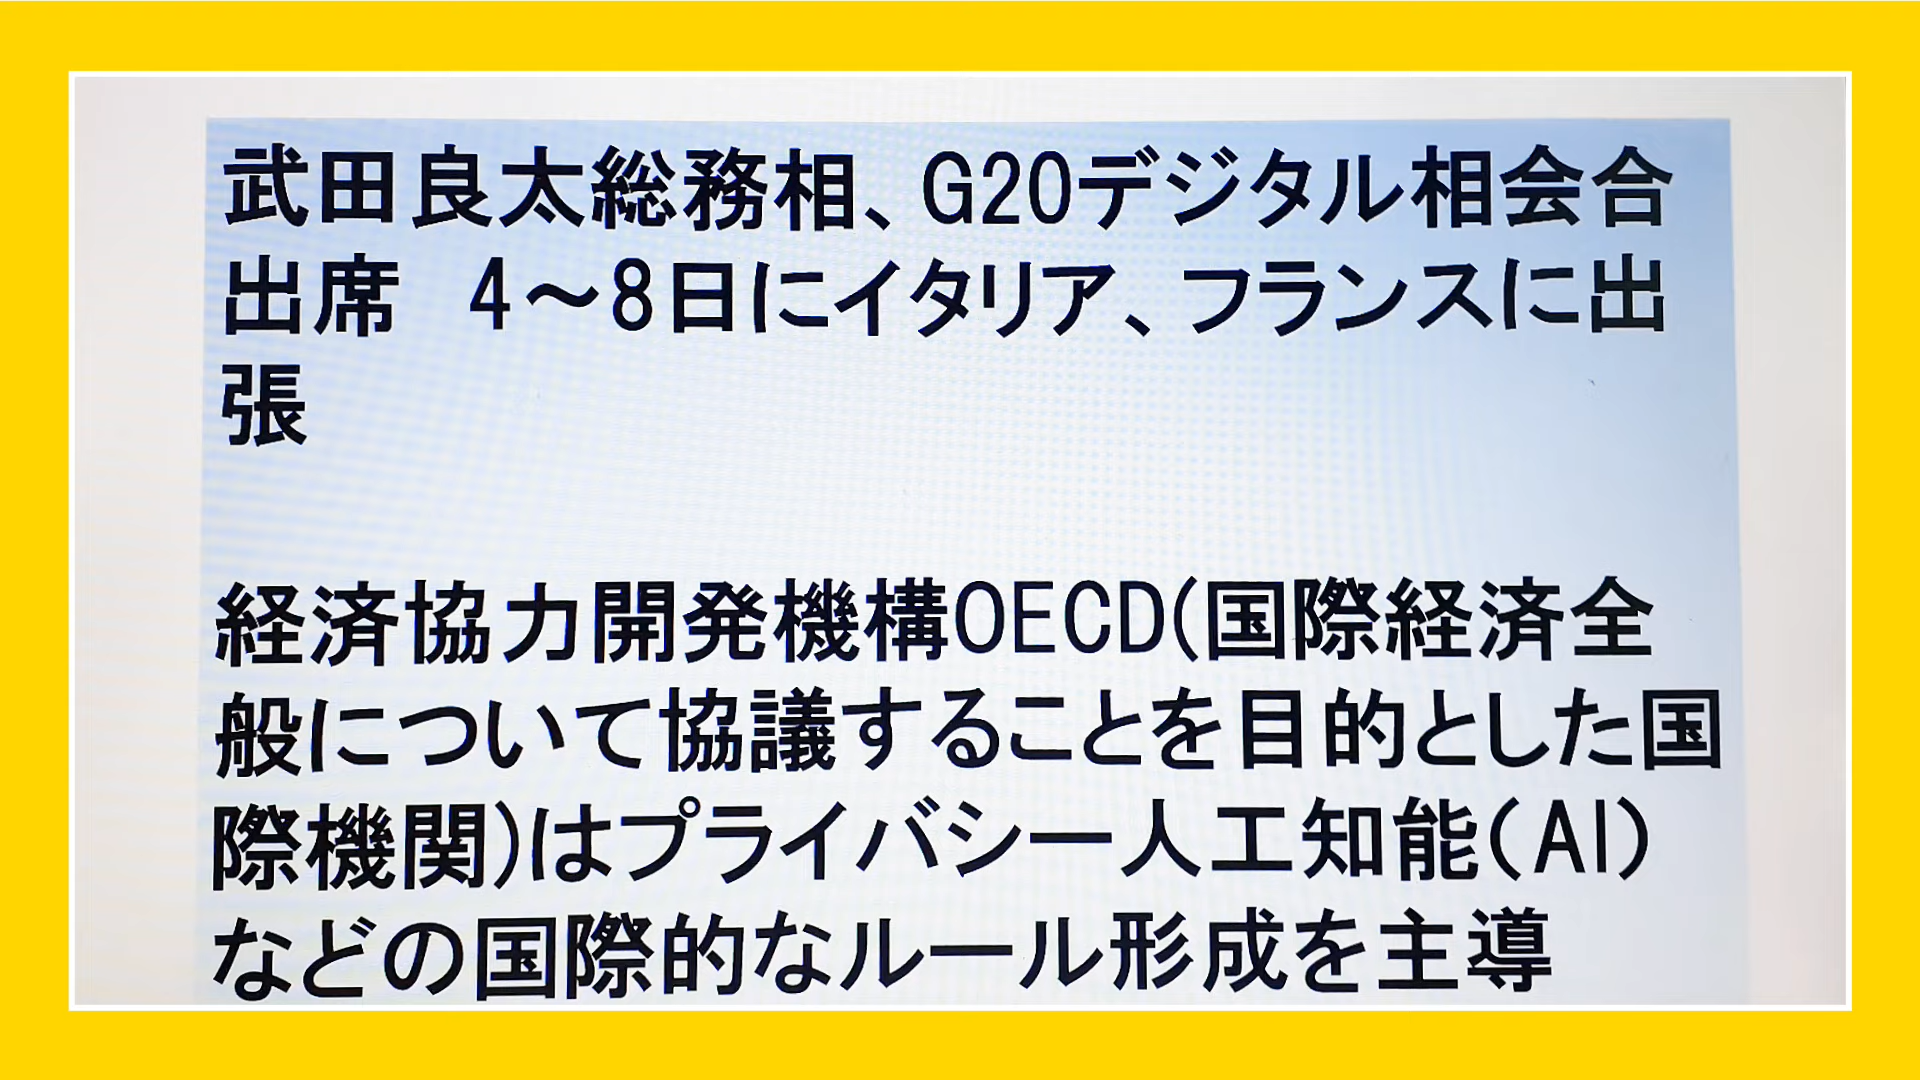 武田良太総務相、G20デジタル相会合
出席　4～8日にイタリア、フランスに出
張
経済協力開発機構OECD(国際経済全
般について協議することを目的とした国
際機関)はプライバシー人工知能(AI)
などの国際的なルール形成を主導